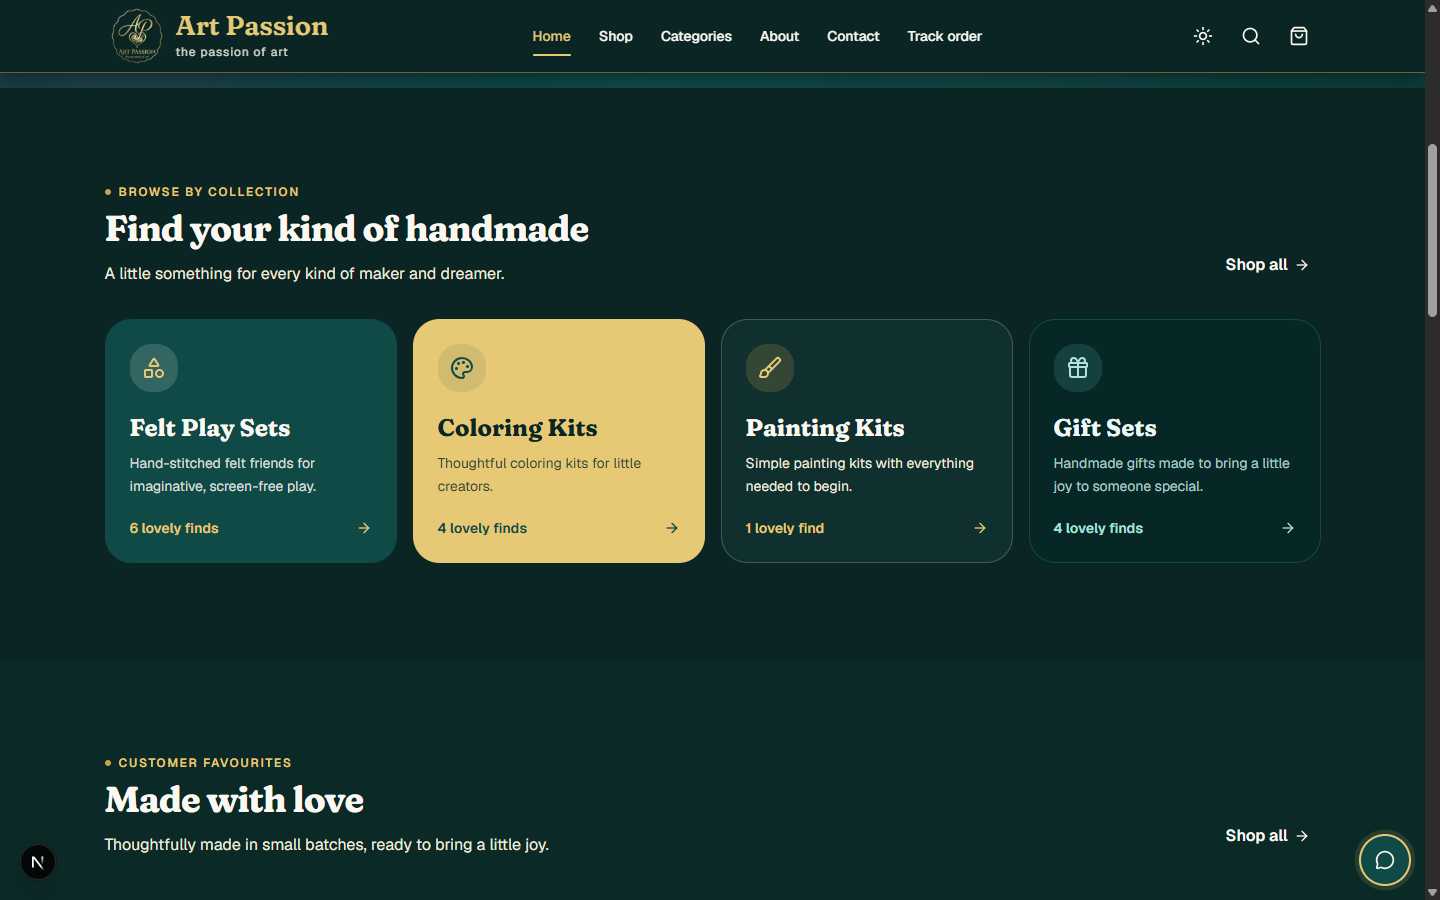 Art Passion
the passion of art
Home
Shop
Categories
About
Contact
Track order
BROWSE BY COLLECTION
Find your kind of handmade
A little something for every kind of maker and dreamer.
Shop all
Felt Play Sets
Hand-stitched felt friends for
imaginative, screen-free play.
6 lovely finds
Coloring Kits
Thoughtful coloring kits for little
creators.
4 lovely finds
Painting Kits
Simple painting kits with everything
needed to begin.
1 lovely find
Gift Sets
Handmade gifts made to bring a little
joy to someone special.
4 lovely finds
CUSTOMER FAVOURITES
Made with love
Thoughtfully made in small batches, ready to bring a little joy.
Shop all
N